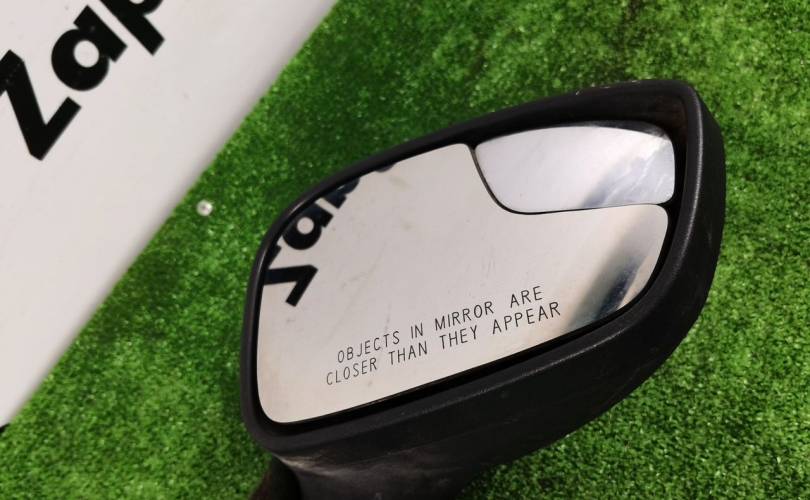 Zap
OBJECTS IN MIRROR ARE
CLOSER THAN THEY APPEAR